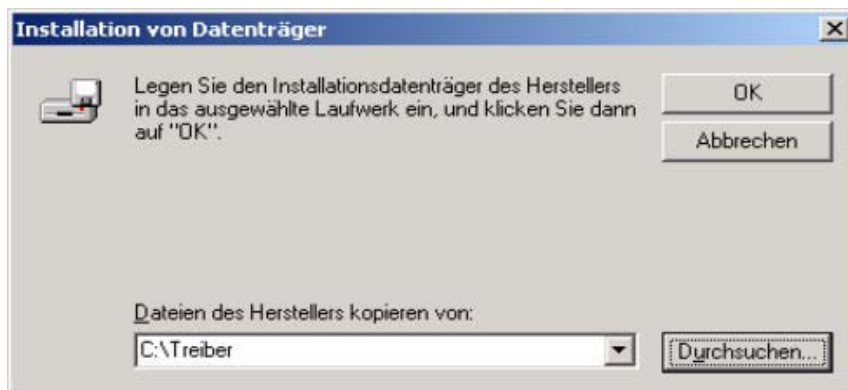 Installation von Datenträger
Legen Sie den Installationsdatenträger des Herstellers
in das ausgewählte Laufwerk ein, und klicken Sie dann
auf "OK".
OK
Abbrechen
Dateien des Herstellers kopieren von:
C:\Treiber
Durchsuchen...